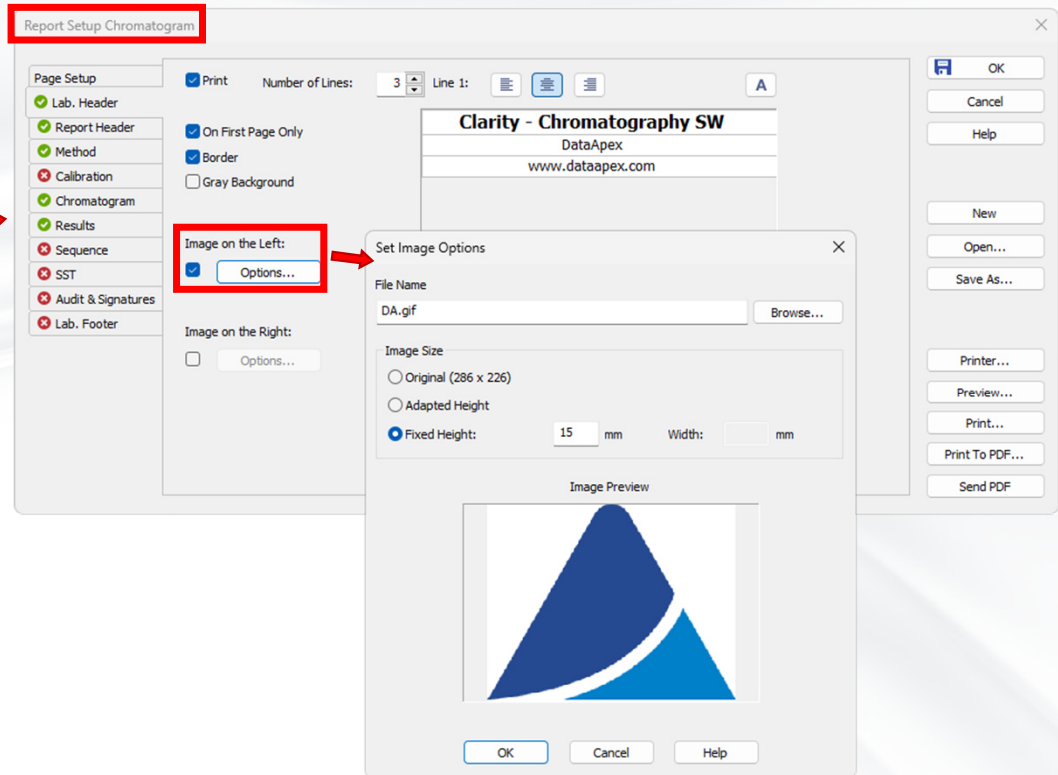 Report Setup Chromatogram
Page Setup
Lab. Header
Report Header
Method
Calibration
Chromatogram
Results
Sequence
SST
Audit & Signatures
Lab. Footer
Print Number of Lines: 3 Line 1: A
On First Page Only
Border
Gray Background
Clarity - Chromatography SW
DataApex
www.dataapex.com
Image on the Left:
Options...
Image on the Right:
Options...
OK
Cancel
Help
New
Open...
Save As...
Printer...
Preview...
Print...
Print To PDF...
Send PDF
Set Image Options
File Name
DA.gif Browse...
Image Size
Original (286 x 226)
Adapted Height
Fixed Height: 15 mm Width: mm
Image Preview
OK Cancel Help